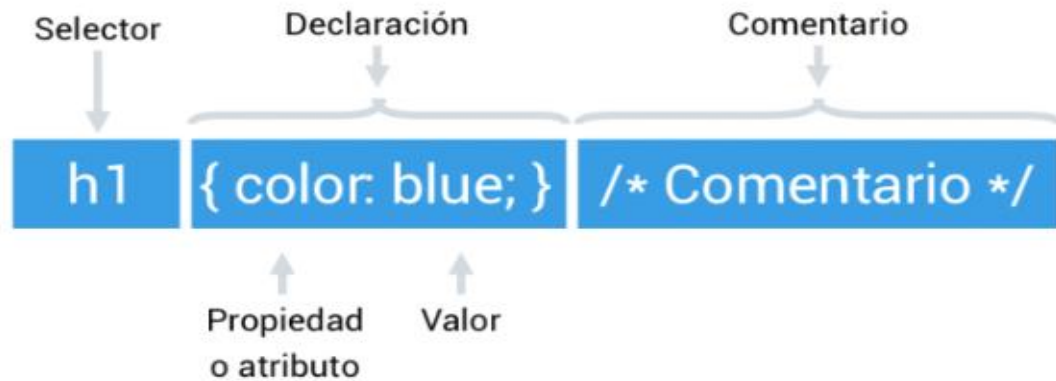 Selector
Declaración
Comentario
h1
{ color: blue; }
/* Comentario */
Propiedad
o atributo
Valor